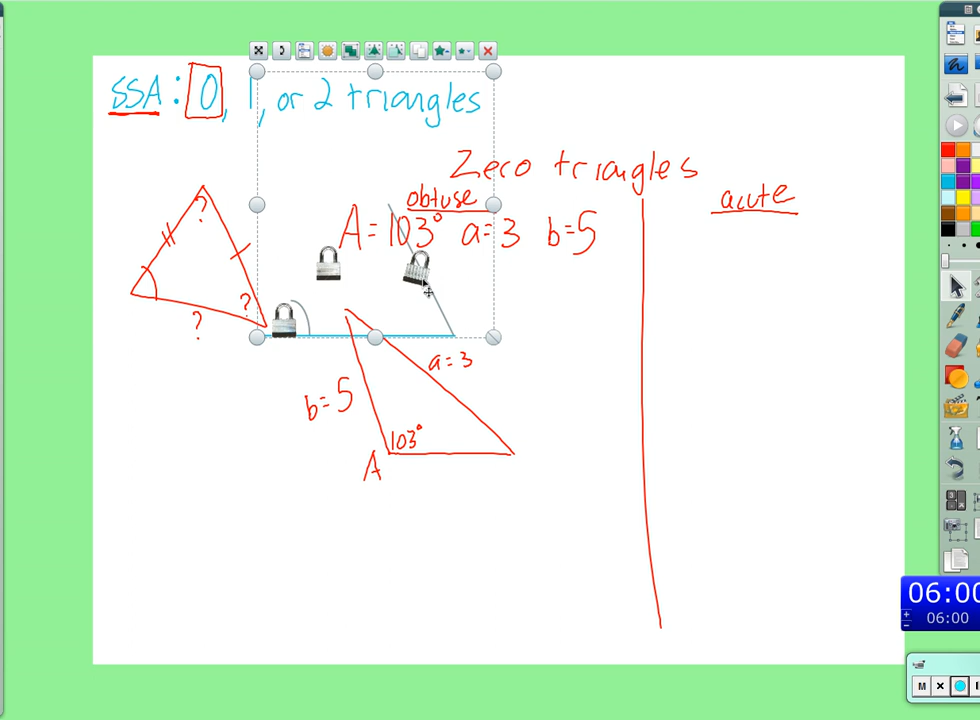 SSA : 0, 1, or 2 triangles
Zero triangles
obtuse
acute
A = 103° a = 3 b = 5
?
?
?
a = 3
b = 5
103°
A
06:00
06:00
M